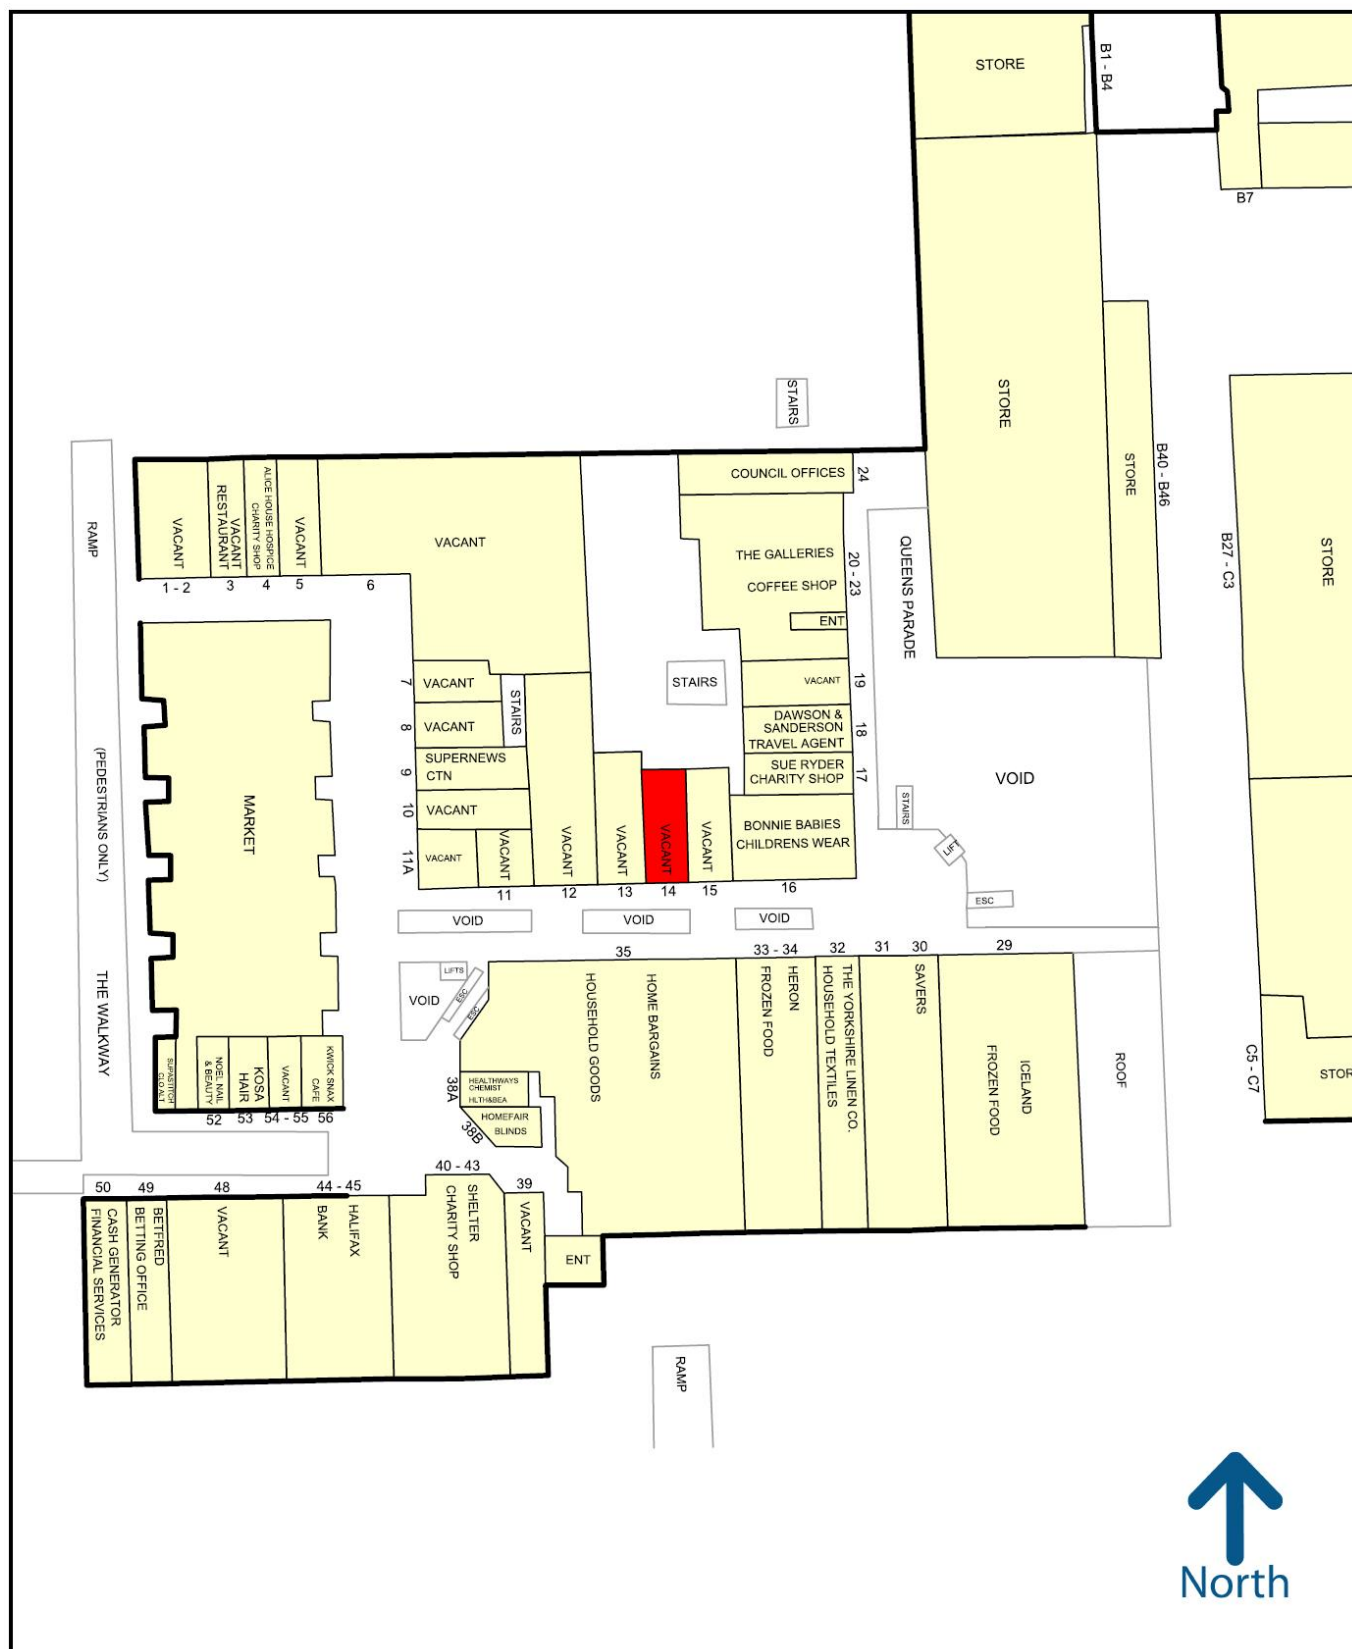 STORE
B1 - B4
B7
STORE
STORE
B40 - B46
B27 - C3
STORE
STAIRS
RAMP
VACANT
1 - 2
VACANT
RESTAURANT
3
ALICE HOUSE HOSPICE
CHARITY SHOP
4
VACANT
5
6
VACANT
COUNCIL OFFICES
24
THE GALLERIES
COFFEE SHOP
20 - 23
ENT
QUEENS PARADE
7
VACANT
STAIRS
STAIRS
VACANT
19
8
VACANT
DAWSON &
SANDERSON
TRAVEL AGENT
18
9
SUPERNEWS
CTN
SUE RYDER
CHARITY SHOP
17
VOID
STAIRS
LIFT
ESC
10
VACANT
11A
VACANT
VACANT
11
VACANT
12
VACANT
13
VACANT
14
VACANT
15
BONNIE BABIES
CHILDRENS WEAR
16
(PEDESTRIANS ONLY)
MARKET
THE WALKWAY
VOID
VOID
VOID
VOID
LIFTS
ESC
ESC
35
HOME BARGAINS
HOUSEHOLD GOODS
33 - 34
HERON
FROZEN FOOD
32
THE YORKSHIRE LINEN CO.
HOUSEHOLD TEXTILES
31
30
SAVERS
29
ICELAND
FROZEN FOOD
ROOF
C5 - C7
STOR
SUPASTITCH
CLO ALT
NOEL NAIL
& BEAUTY
52
KOSA
HAIR
53
VACANT
54 - 55
KWICK SNAX
CAFE
56
38A
HEALTHWAYS
CHEMIST
HLTH&BEA
38B
HOMEFAIR
BLINDS
50
CASH GENERATOR
FINANCIAL SERVICES
49
BETFRED
BETTING OFFICE
48
VACANT
44 - 45
HALIFAX
BANK
40 - 43
SHELTER
CHARITY SHOP
39
VACANT
ENT
RAMP
North